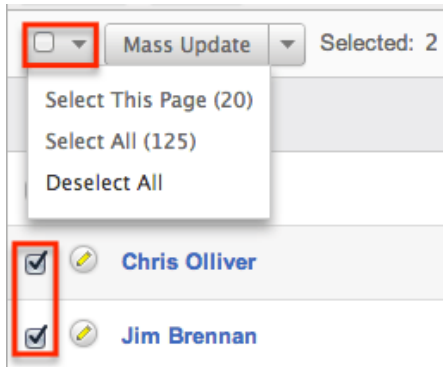 Mass Update Selected: 2
Select This Page (20)
Select All (125)
Deselect All
Chris Olliver
Jim Brennan